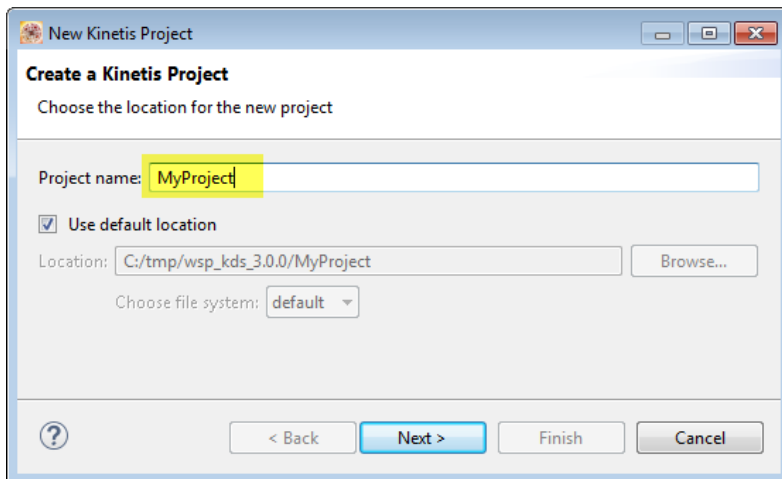 New Kinetis Project
Create a Kinetis Project
Choose the location for the new project
Project name: MyProject
Use default location
Location: C:/tmp/wsp_kds_3.0.0/MyProject Browse...
Choose file system: default
? < Back Next > Finish Cancel